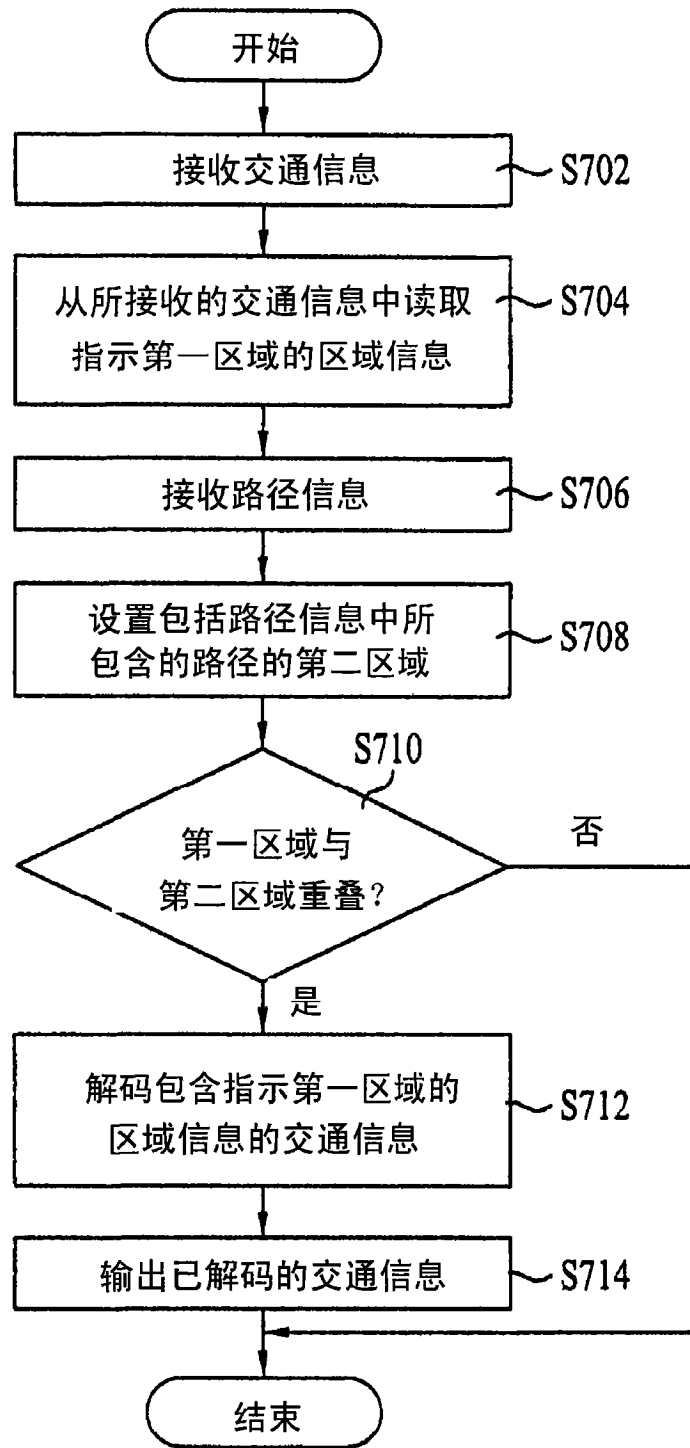 开始
接收交通信息
S702
从所接收的交通信息中读取
指示第一区域的区域信息
S704
接收路径信息
S706
设置包括路径信息中所
包含的路径的第二区域
S708
S710
第一区域与
第二区域重叠?
否
是
解码包含指示第一区域的
区域信息的交通信息
S712
输出已解码的交通信息
S714
结束